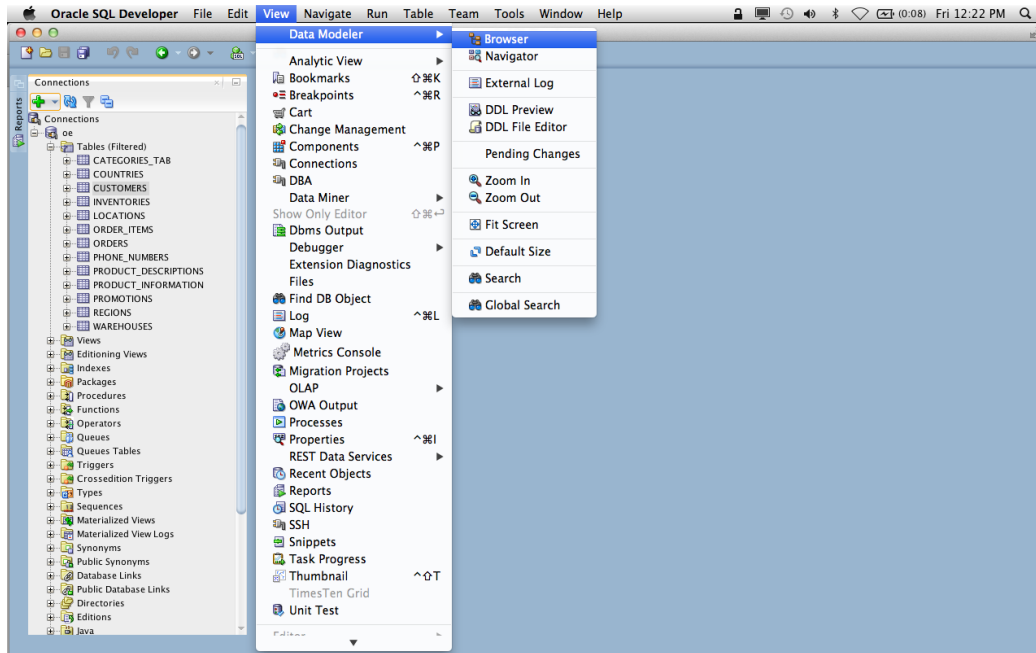 Oracle SQL Developer File Edit View Navigate Run Table Team Tools Window Help (0:08) Fri 12:22 PM
Connections
Reports
Connections
oe
Tables (Filtered)
CATEGORIES_TAB
COUNTRIES
CUSTOMERS
INVENTORIES
LOCATIONS
ORDER_ITEMS
ORDERS
PHONE_NUMBERS
PRODUCT_DESCRIPTIONS
PRODUCT_INFORMATION
PROMOTIONS
REGIONS
WAREHOUSES
Views
Editioning Views
Indexes
Packages
Procedures
Functions
Operators
Queues
Queues Tables
Triggers
Crossedition Triggers
Types
Sequences
Materialized Views
Materialized View Logs
Synonyms
Public Synonyms
Database Links
Public Database Links
Directories
Editions
Java
Data Modeler
Analytic View
Bookmarks ⇧⌘K
Breakpoints ^⌘R
Cart
Change Management
Components ^⌘P
Connections
DBA
Data Miner
Show Only Editor ⇧⌘↩
Dbms Output
Debugger
Extension Diagnostics
Files
Find DB Object
Log ^⌘L
Map View
Metrics Console
Migration Projects
OLAP
OWA Output
Processes
Properties ^⌘I
REST Data Services
Recent Objects
Reports
SQL History
SSH
Snippets
Task Progress
Thumbnail ^⇧T
TimesTen Grid
Unit Test
Editor
Browser
Navigator
External Log
DDL Preview
DDL File Editor
Pending Changes
Zoom In
Zoom Out
Fit Screen
Default Size
Search
Global Search